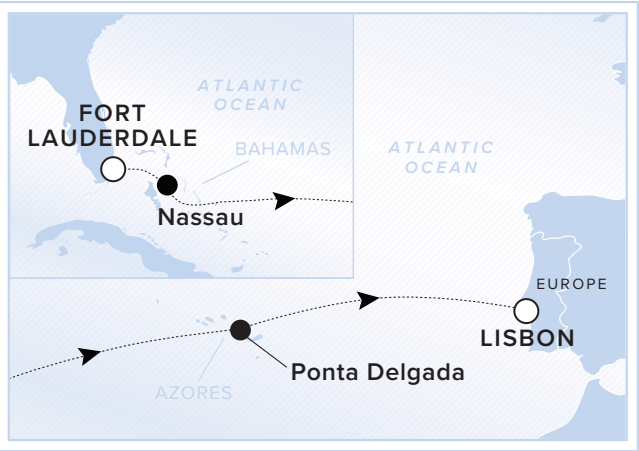 ATLANTIC
OCEAN
FORT
LAUDERDALE
BAHAMAS
Nassau
ATLANTIC
OCEAN
EUROPE
LISBON
Ponta Delgada
AZORES